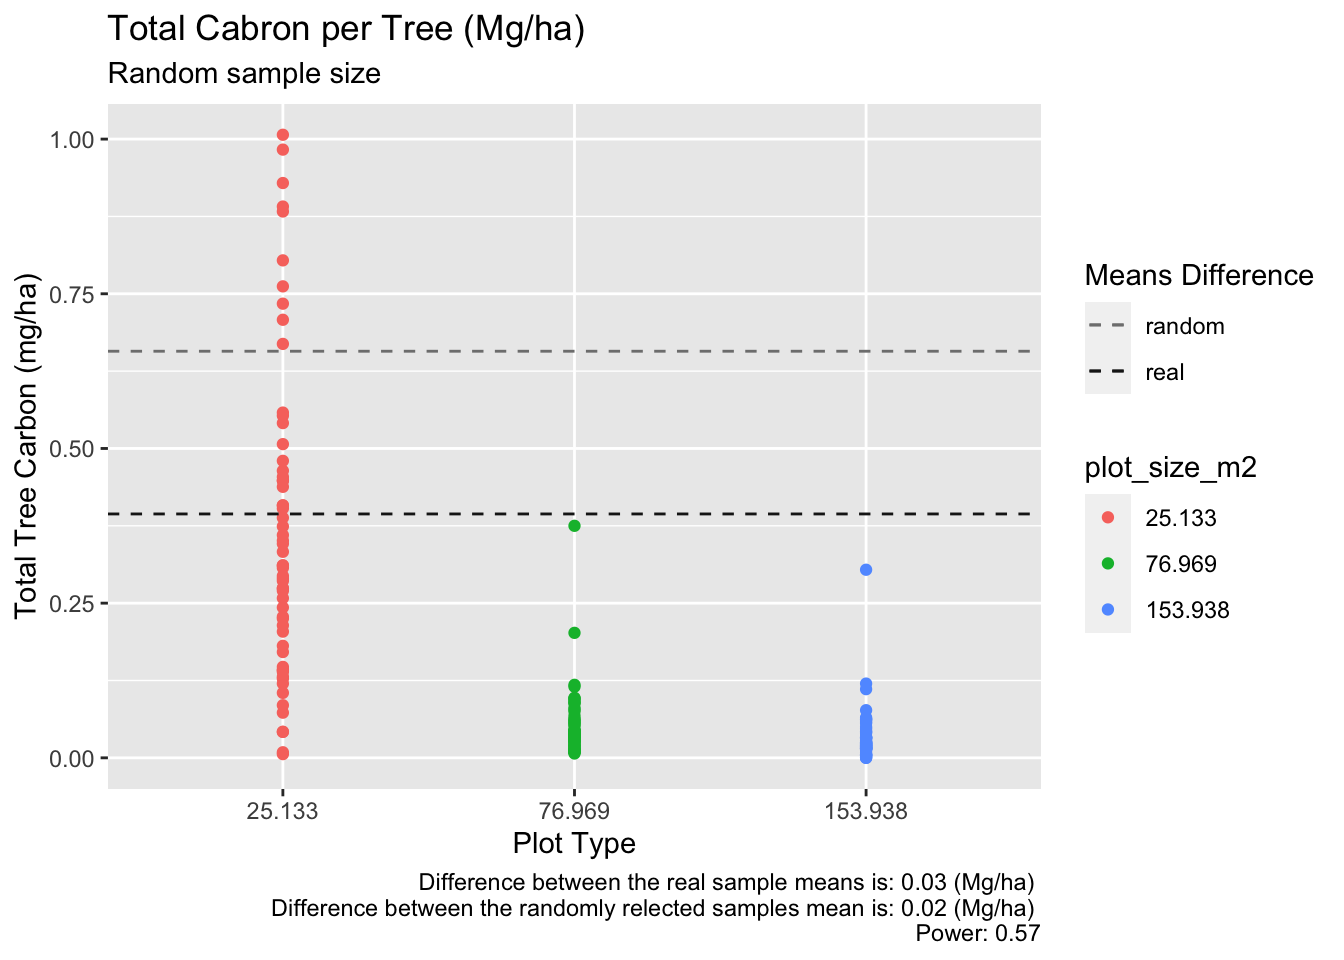 Total Cabron per Tree (Mg/ha)
Random sample size
Total Tree Carbon (mg/ha)
1.00
0.75
0.50
0.25
0.00
25.133
76.969
153.938
Plot Type
Means Difference
random
real
plot_size_m2
25.133
76.969
153.938
Difference between the real sample means is: 0.03 (Mg/ha)
Difference between the randomly relected samples mean is: 0.02 (Mg/ha)
Power: 0.57